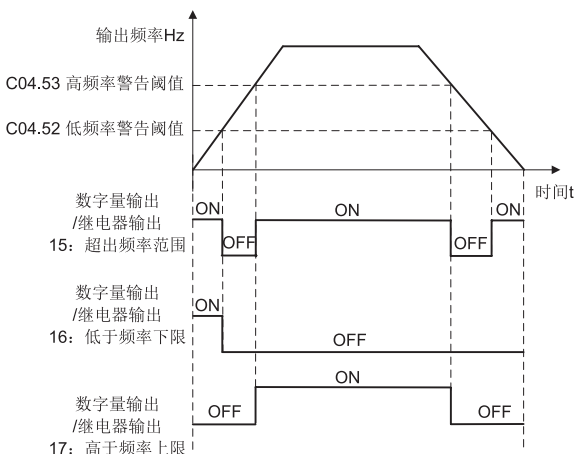 输出频率Hz
C04.53 高频率警告阈值
C04.52 低频率警告阈值
时间t
数字量输出
/继电器输出
15：超出频率范围
ON
OFF
ON
OFF
ON
数字量输出
/继电器输出
16：低于频率下限
ON
OFF
数字量输出
/继电器输出
17：高于频率上限
OFF
ON
OFF